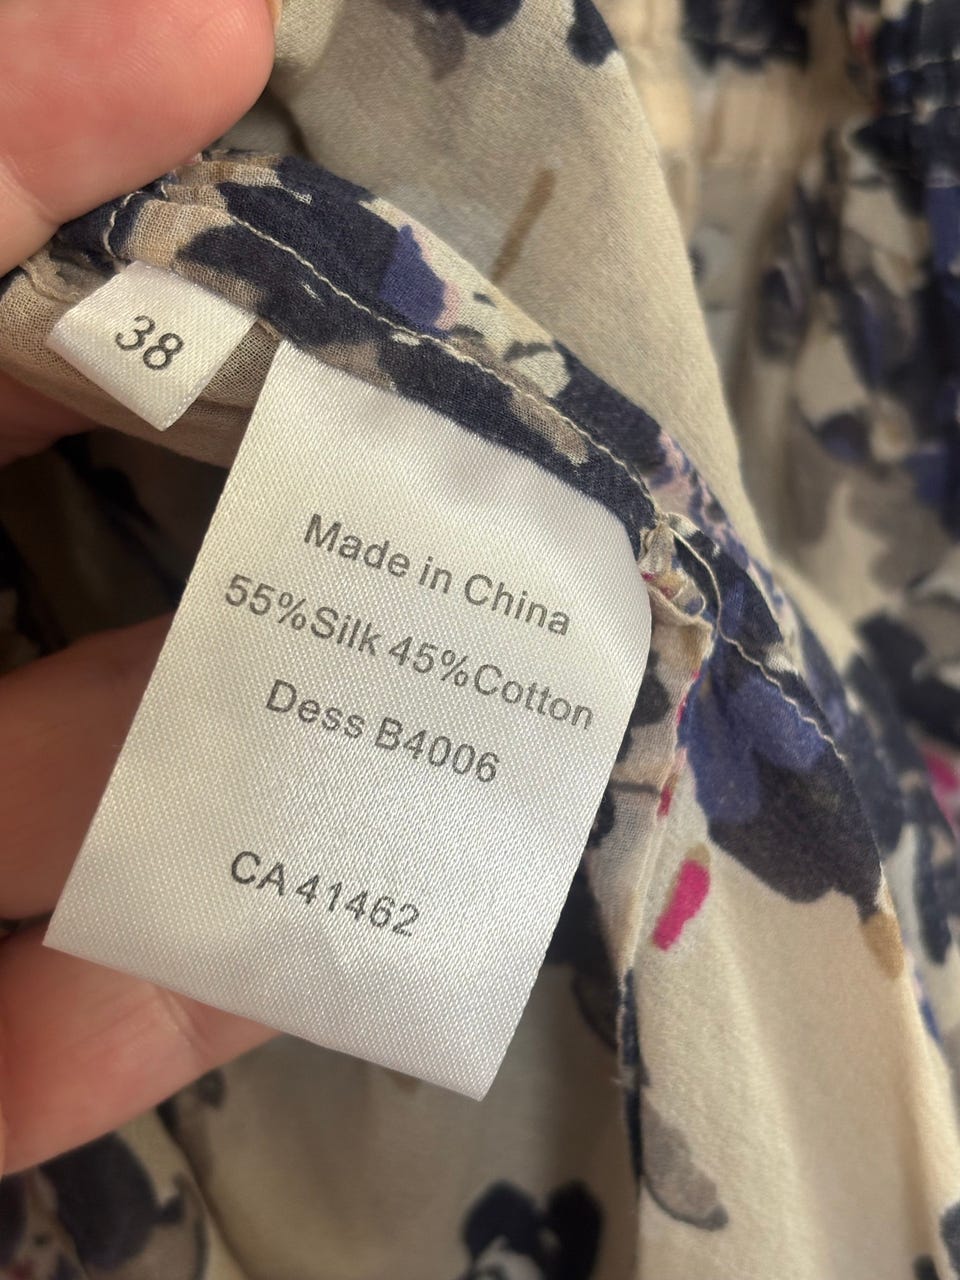 38
Made in China
55%Silk 45%Cotton
Dess B4006
CA 41462